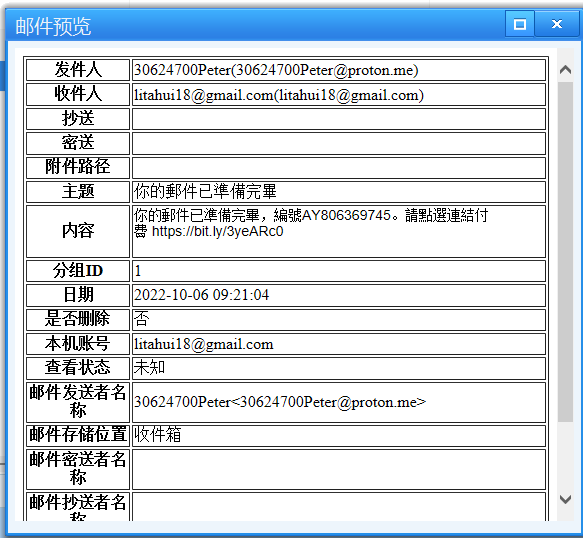 邮件预览
发件人 30624700Peter(30624700Peter@proton.me)
收件人 litahui18@gmail.com(litahui18@gmail.com)
抄送
密送
附件路径
主题 你的郵件已準備完畢
内容 你的郵件已準備完畢，編號AY806369745。請點選連結付
費 https://bit.ly/3yeARc0
分组ID 1
日期 2022-10-06 09:21:04
是否删除 否
本机账号 litahui18@gmail.com
查看状态 未知
邮件发送者名
称 30624700Peter<30624700Peter@proton.me>
邮件存储位置 收件箱
邮件密送者名
称
邮件抄送者名
称